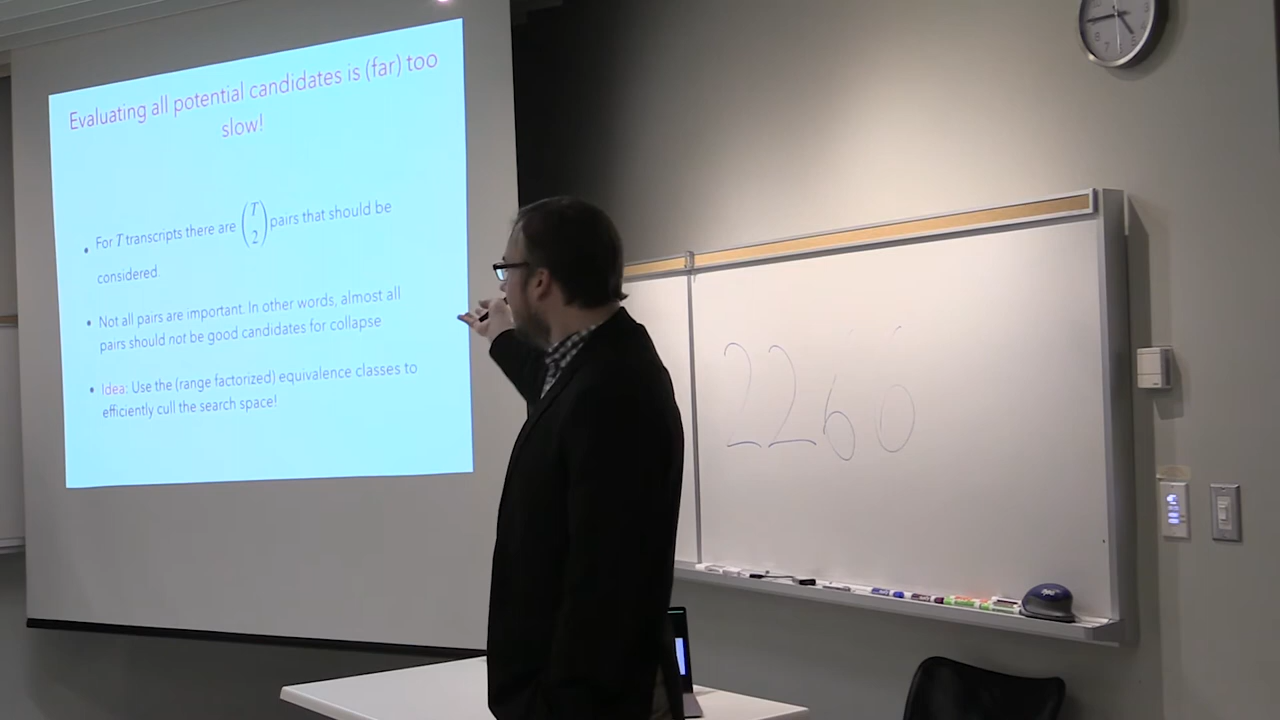 Evaluating all potential candidates is (far) too
slow!
• For T transcripts there are (T 2) pairs that should be
considered.
• Not all pairs are important. In other words, almost all
pairs should not be good candidates for collapse
• Idea: Use the (range factorized) equivalence classes to
efficiently cull the search space!
2260